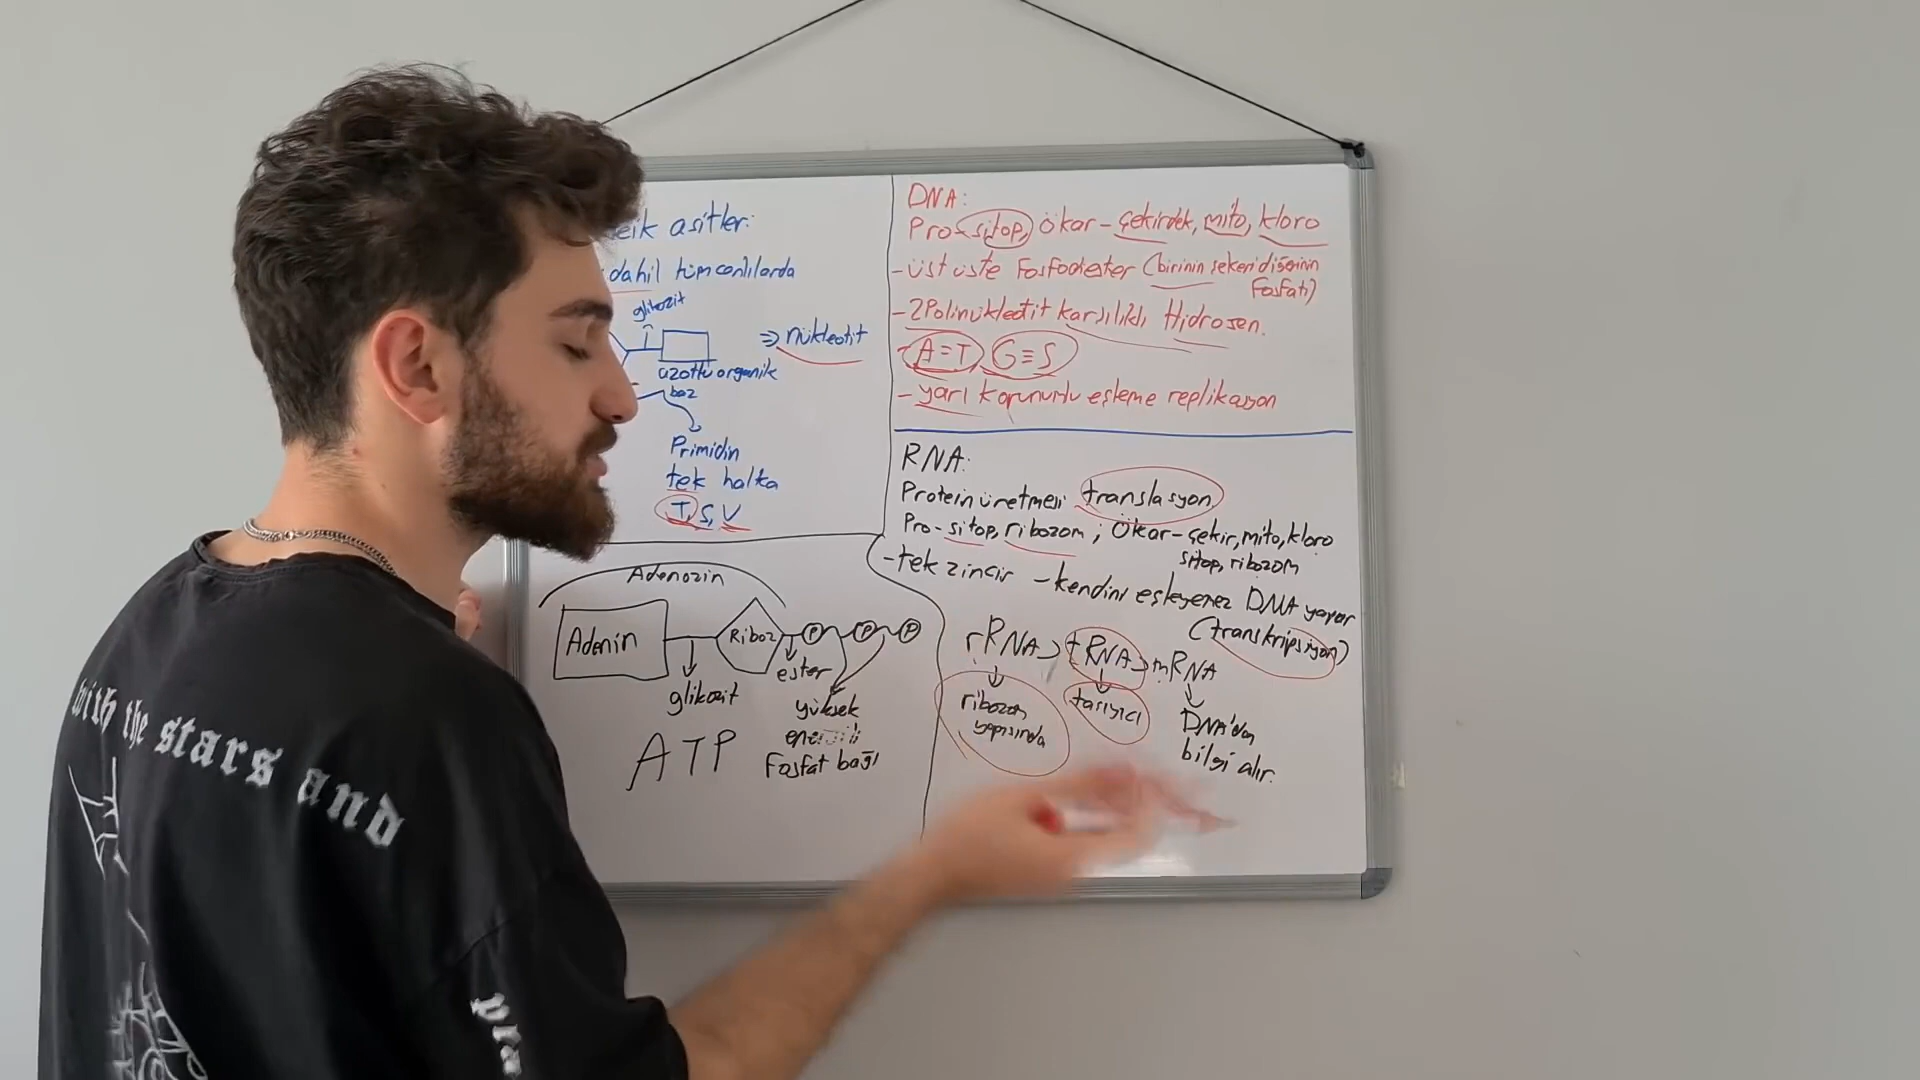 eik asitler:
dahil tüm canlılarda
glikozit
⇒ nükleotit
azotlu organik
baz
Primidin
tek halka
T, S, U
DNA:
Pro-sitop, Ökar- çekirdek, mito, kloro
-üst üste Fosfodiester (birinin şekeri diğerinin
Fosfatı)
-2 Polinükleotit karşılıklı Hidrojen.
- A=T, G≡S
- yarı korunumlu eşleme replikasyon
RNA:
Protein üretmesi translasyon
Pro- sitop, ribozom ; Ökar-çekir, mito, kloro
sitop, ribozom
-tek zincir -kendini eşleyemez DNA yapar
(transkripsiyon)
rRNA, tRNA, mRNA
ribozom
yapısında
taşıyıcı
DNA'dan
bilgi alır.
Adenozin
Adenin
Riboz
P P P
glikozit
ester
yüksek
enerjili
Fosfat bağı
ATP
with the stars and